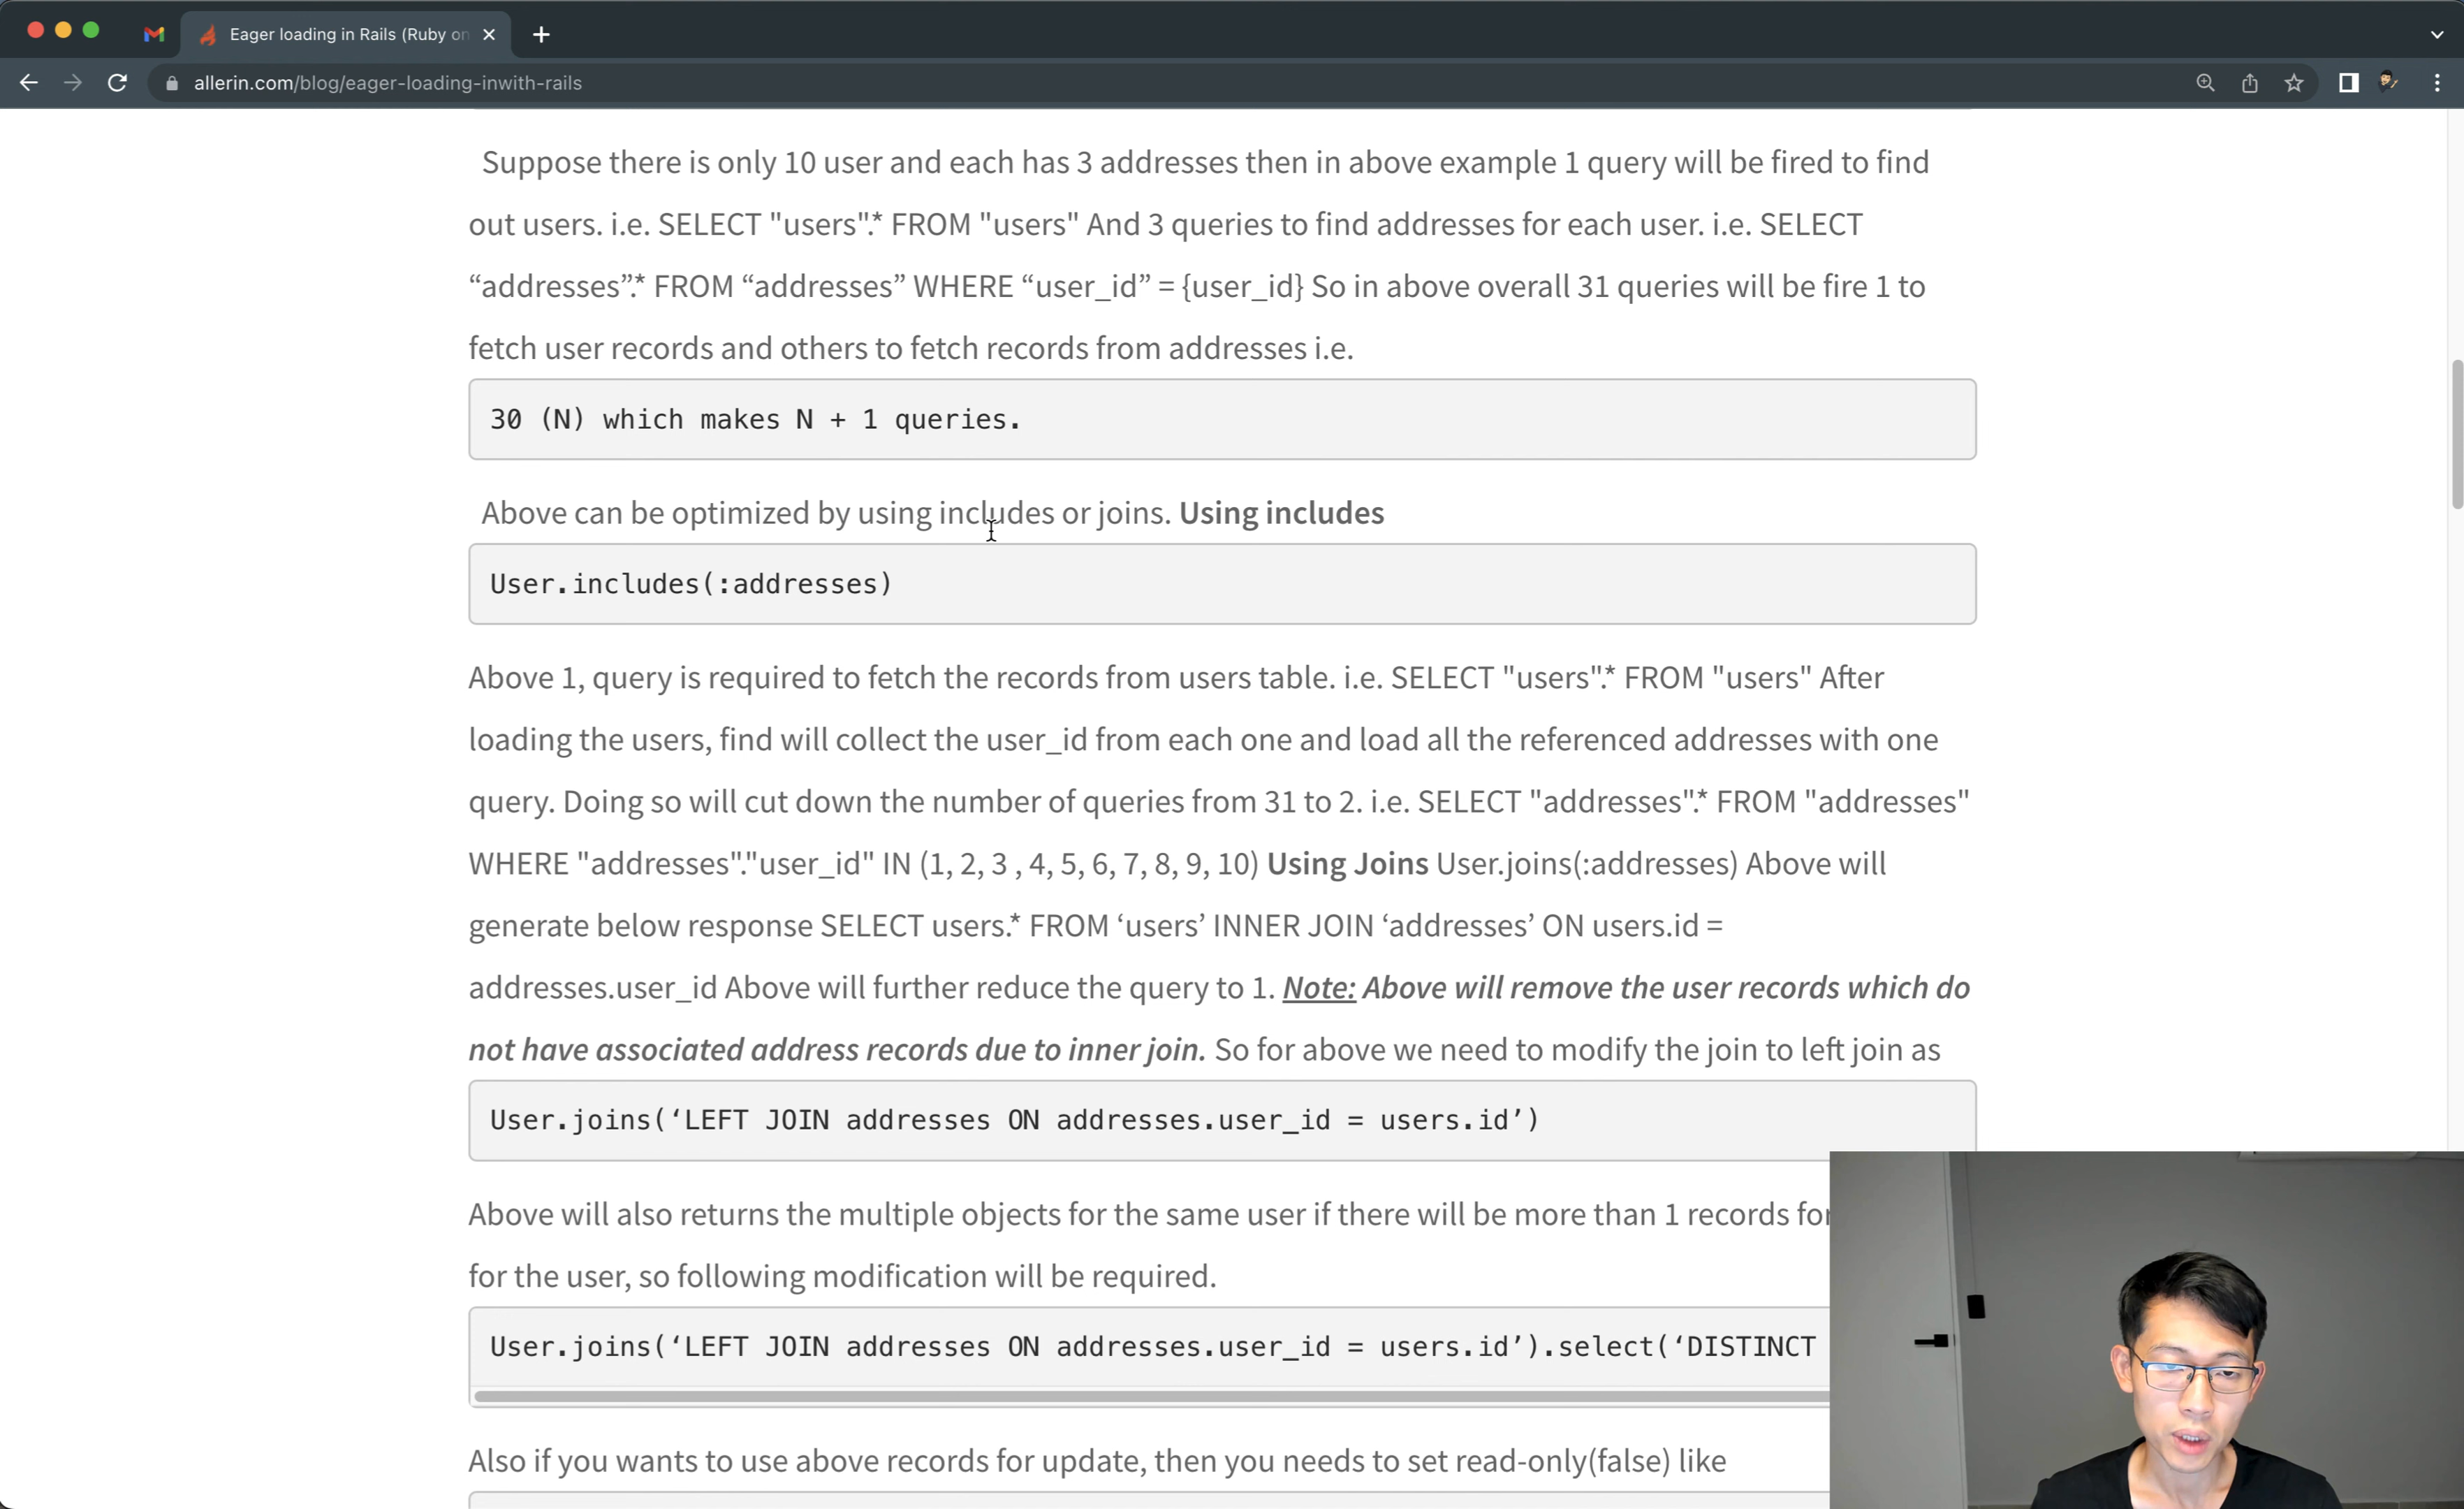 Eager loading in Rails (Ruby on
allerin.com/blog/eager-loading-inwith-rails
Suppose there is only 10 user and each has 3 addresses then in above example 1 query will be fired to find
out users. i.e. SELECT "users".* FROM "users" And 3 queries to find addresses for each user. i.e. SELECT
“addresses”.* FROM “addresses” WHERE “user_id” = {user_id} So in above overall 31 queries will be fire 1 to
fetch user records and others to fetch records from addresses i.e.
30 (N) which makes N + 1 queries.
Above can be optimized by using includes or joins. Using includes
User.includes(:addresses)
Above 1, query is required to fetch the records from users table. i.e. SELECT "users".* FROM "users" After
loading the users, find will collect the user_id from each one and load all the referenced addresses with one
query. Doing so will cut down the number of queries from 31 to 2. i.e. SELECT "addresses".* FROM "addresses"
WHERE "addresses"."user_id" IN (1, 2, 3 , 4, 5, 6, 7, 8, 9, 10) Using Joins User.joins(:addresses) Above will
generate below response SELECT users.* FROM ‘users’ INNER JOIN ‘addresses’ ON users.id =
addresses.user_id Above will further reduce the query to 1. Note: Above will remove the user records which do
not have associated address records due to inner join. So for above we need to modify the join to left join as
User.joins(‘LEFT JOIN addresses ON addresses.user_id = users.id’)
Above will also returns the multiple objects for the same user if there will be more than 1 records for
for the user, so following modification will be required.
User.joins(‘LEFT JOIN addresses ON addresses.user_id = users.id’).select(‘DISTINCT
Also if you wants to use above records for update, then you needs to set read-only(false) like